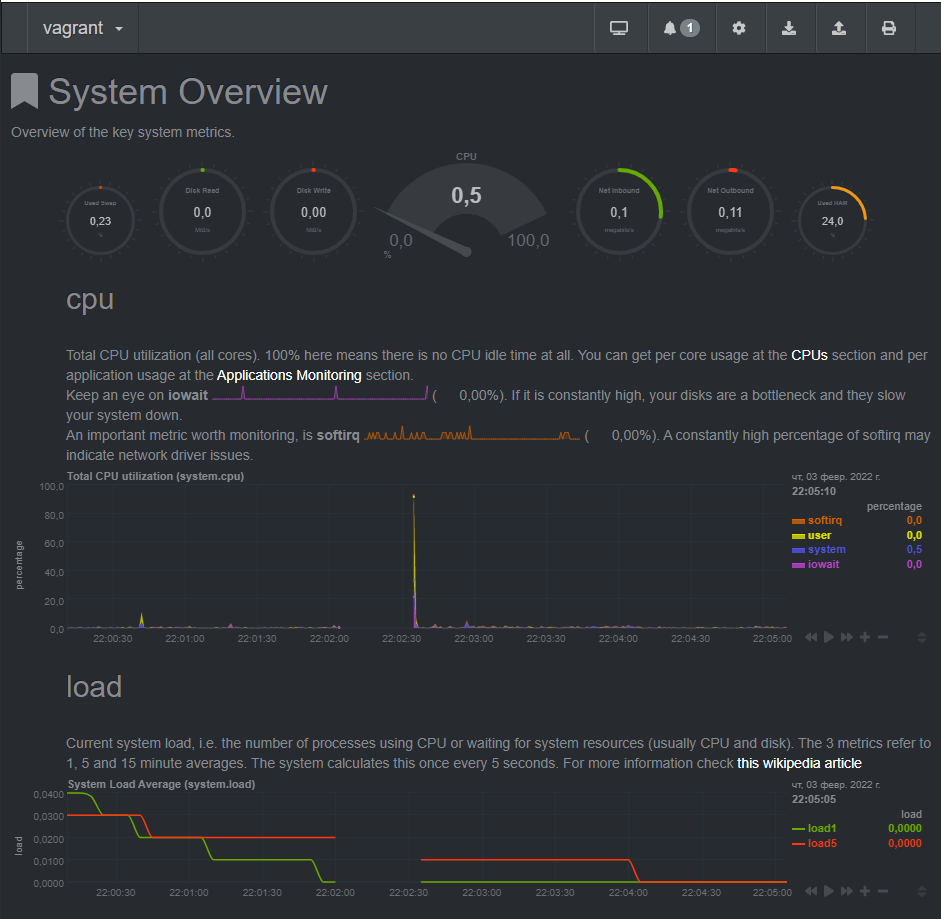 vagrant
1
System Overview
Overview of the key system metrics.
CPU
Used Swap
0,23
%
Disk Read
0,0
MiB/s
Disk Write
0,00
MiB/s
0,5
0,0
100,0
%
Net Inbound
0,1
megabits/s
Net Outbound
0,11
megabits/s
Used RAM
24,0
%
cpu
Total CPU utilization (all cores). 100% here means there is no CPU idle time at all. You can get per core usage at the CPUs section and per
application usage at the Applications Monitoring section.
Keep an eye on iowait ( 0,00%). If it is constantly high, your disks are a bottleneck and they slow
your system down.
An important metric worth monitoring, is softirq ( 0,00%). A constantly high percentage of softirq may
indicate network driver issues.
Total CPU utilization (system.cpu)
чт, 03 февр. 2022 г.
22:05:10
percentage
softirq 0,0
user 0,0
system 0,5
iowait 0,0
percentage
100,0
80,0
60,0
40,0
20,0
0,0
22:00:30 22:01:00 22:01:30 22:02:00 22:02:30 22:03:00 22:03:30 22:04:00 22:04:30 22:05:00
load
Current system load, i.e. the number of processes using CPU or waiting for system resources (usually CPU and disk). The 3 metrics refer to
1, 5 and 15 minute averages. The system calculates this once every 5 seconds. For more information check this wikipedia article
System Load Average (system.load)
чт, 03 февр. 2022 г.
22:05:05
load
load1 0,0000
load5 0,0000
load
0,0400
0,0300
0,0200
0,0100
0,0000
22:00:30 22:01:00 22:01:30 22:02:00 22:02:30 22:03:00 22:03:30 22:04:00 22:04:30 22:05:00